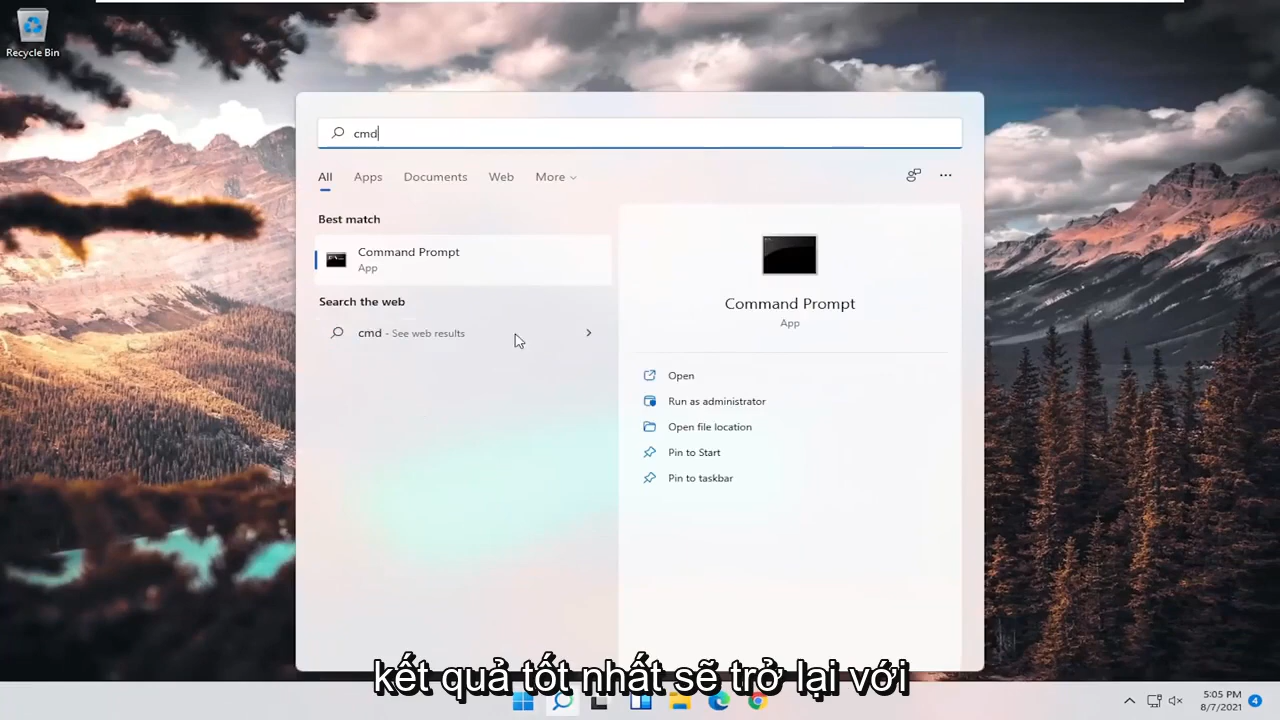 Recycle Bin
cmd
All Apps Documents Web More
Best match
Command Prompt
App
Search the web
cmd - See web results
Command Prompt
App
Open
Run as administrator
Open file location
Pin to Start
Pin to taskbar
kết quả tốt nhất sẽ trở lại với
5:05 PM
8/7/2021
4